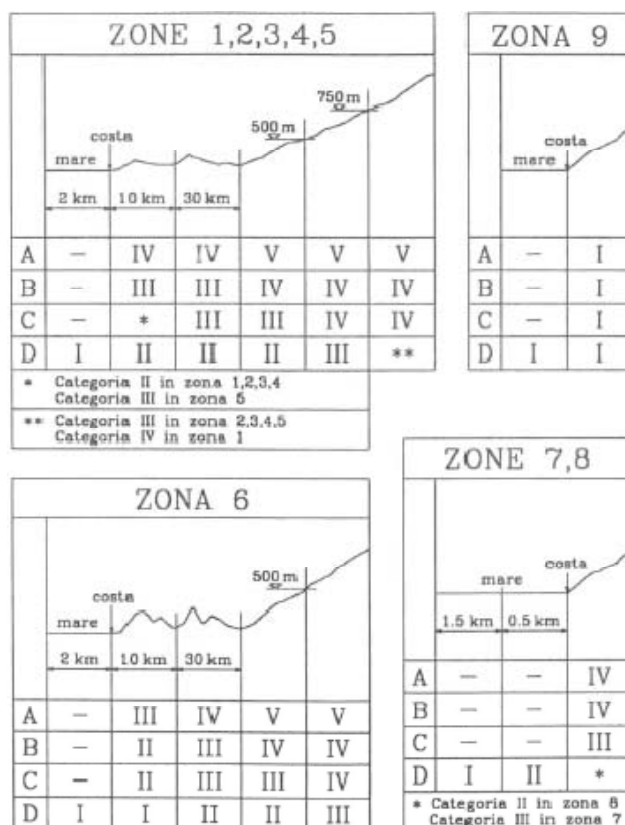 ZONE 1,2,3,4,5
750 m
500 m
costa
mare
2 km 10 km 30 km
A — IV IV V V V
B — III III IV IV IV
C — * III III IV IV
D I II II II III **
* Categoria II in zona 1,2,3,4
Categoria III in zona 5
** Categoria III in zona 2,3,4,5
Categoria IV in zona 1
ZONA 9
costa
mare
A — I
B — I
C — I
D I I
ZONA 6
500 m
costa
mare
2 km 10 km 30 km
A — III IV V V
B — II III IV IV
C — II III III IV
D I I II II III
ZONE 7,8
costa
mare
1.5 km 0.5 km
A — — IV
B — — IV
C — — III
D I II *
* Categoria II in zona 8
Categoria III in zona 7